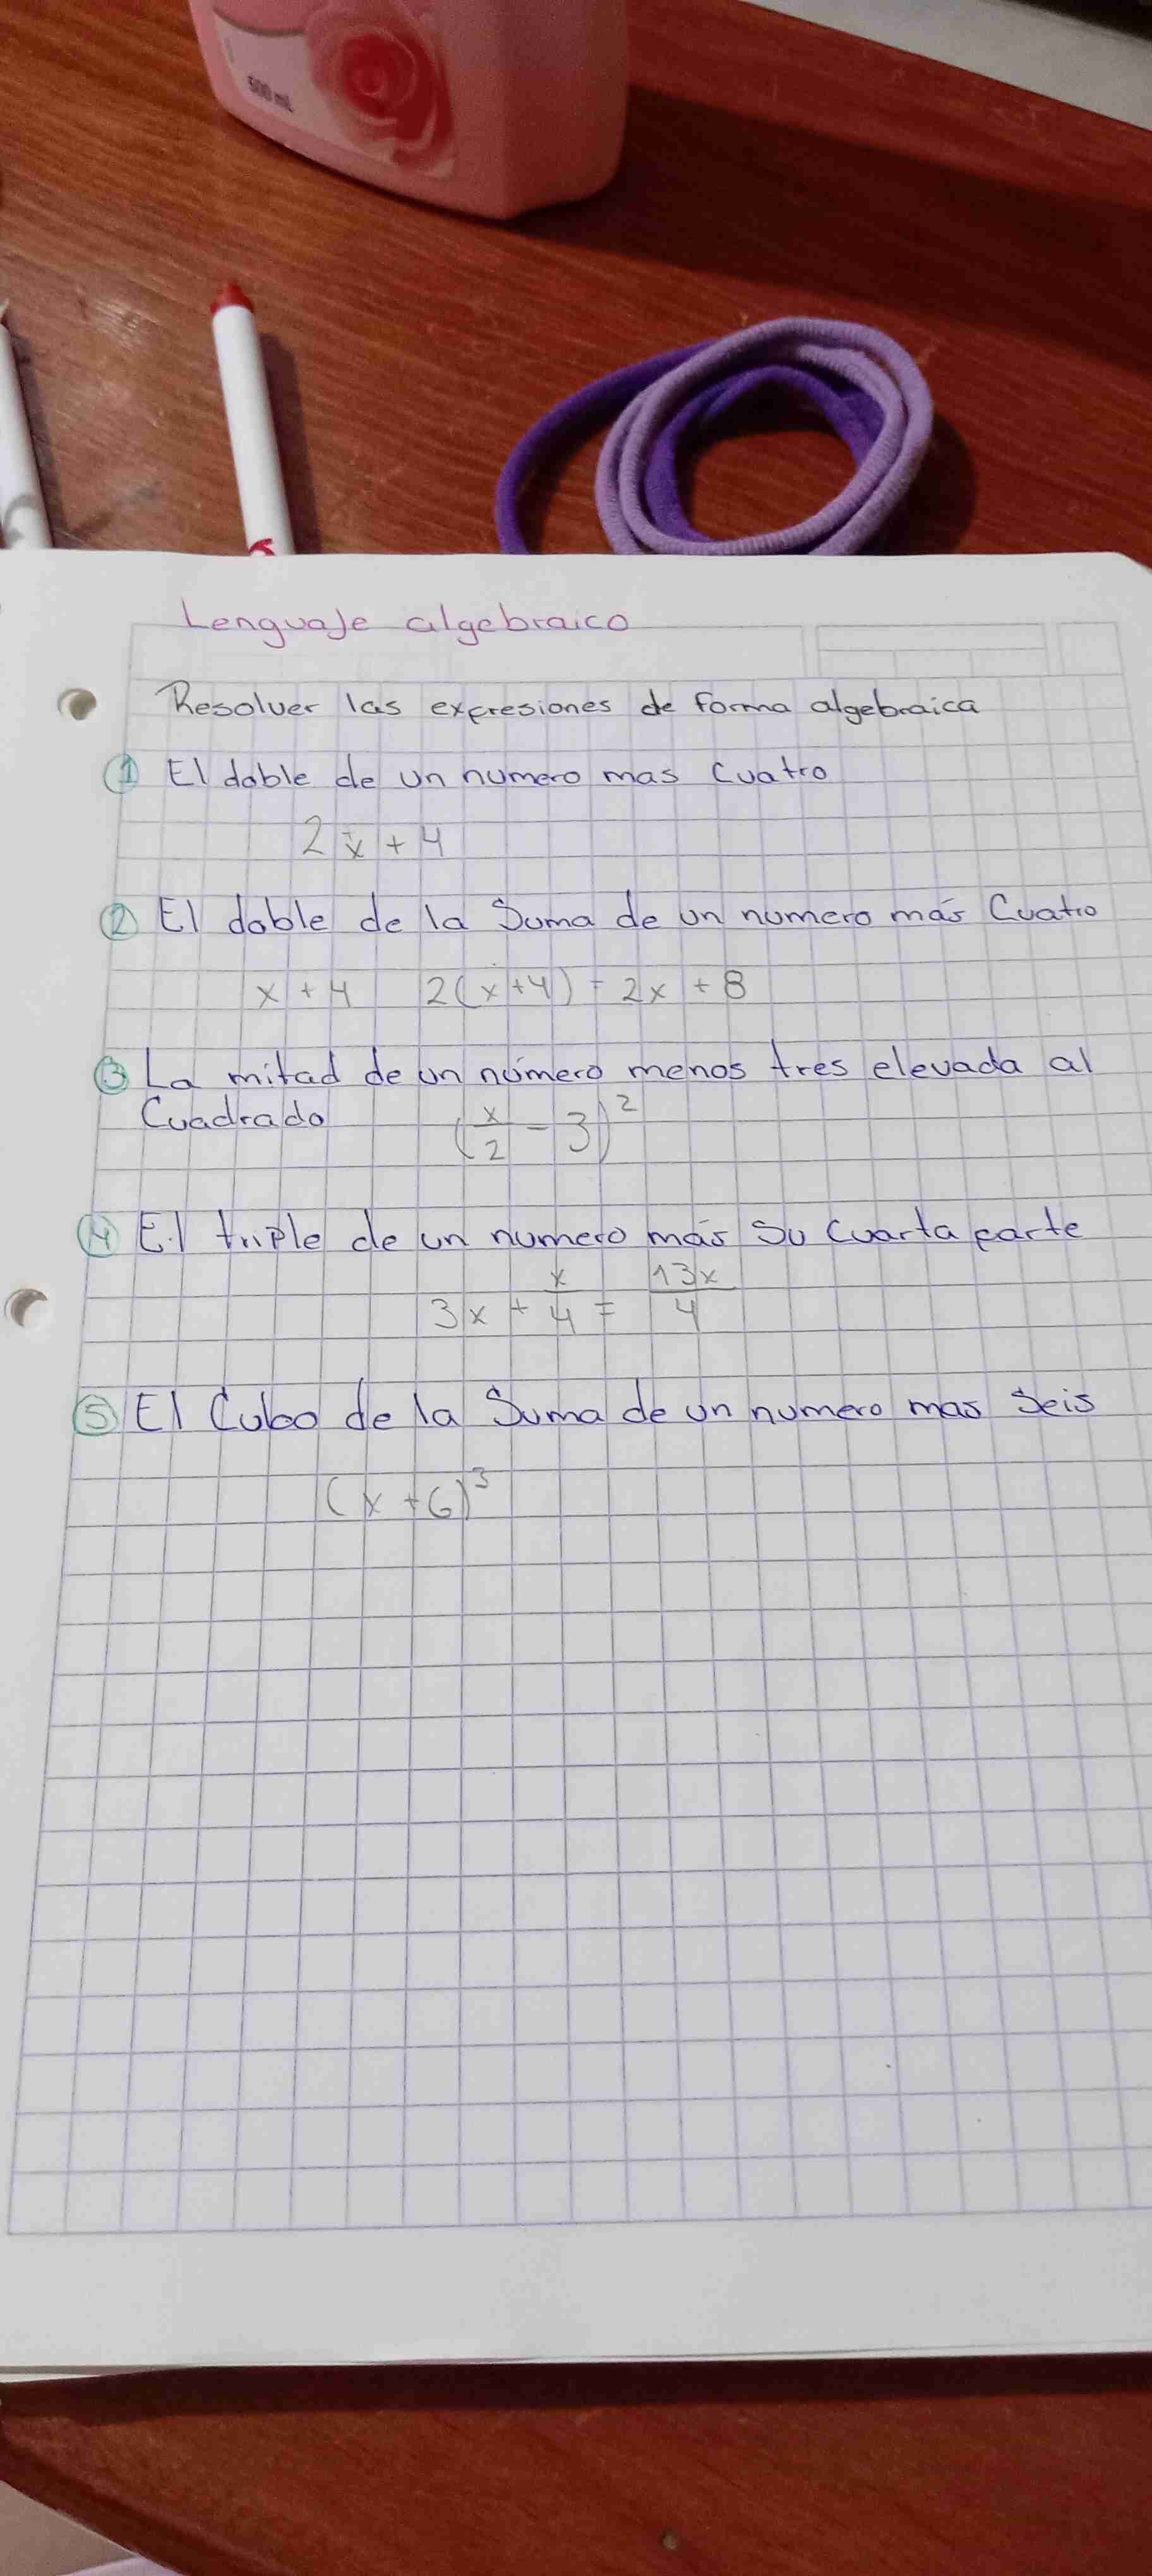 500 mL
Lenguaje algebraico
Resolver las expresiones de forma algebraica
① El doble de un numero mas cuatro
2x + 4
② El doble de la Suma de un numero más Cuatro
x + 4 2(x+4) = 2x + 8
③ La mitad de un número menos tres elevada al
Cuadrado (x/2 - 3)²
④ El triple de un numero más su Cuarta parte
3x + x/4 = 13x/4
⑤ El Cubo de la Suma de un numero mas Seis
(x + 6)³